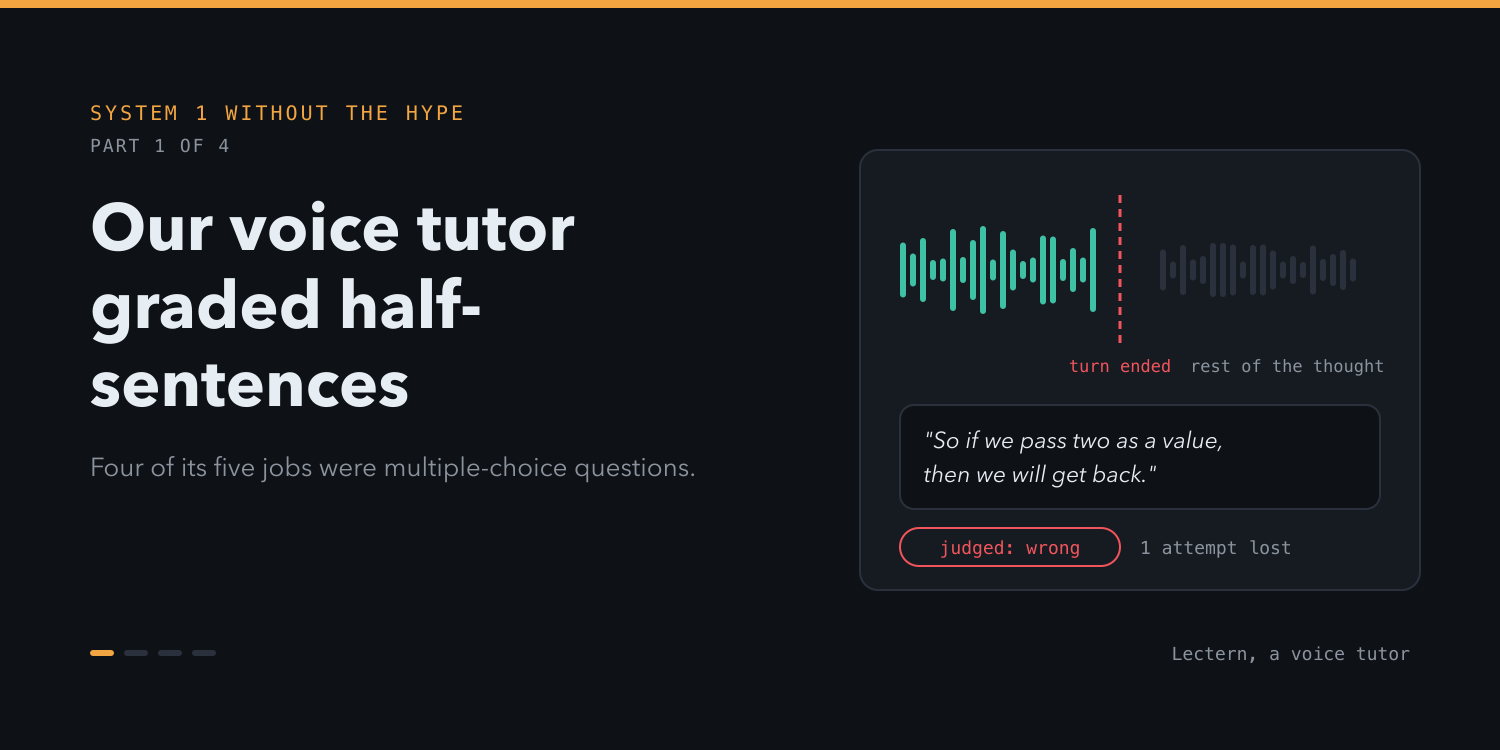 SYSTEM 1 WITHOUT THE HYPE
PART 1 OF 4
Our voice tutor
graded half-
sentences
Four of its five jobs were multiple-choice questions.
turn ended rest of the thought
"So if we pass two as a value,
then we will get back."
judged: wrong 1 attempt lost
Lectern, a voice tutor